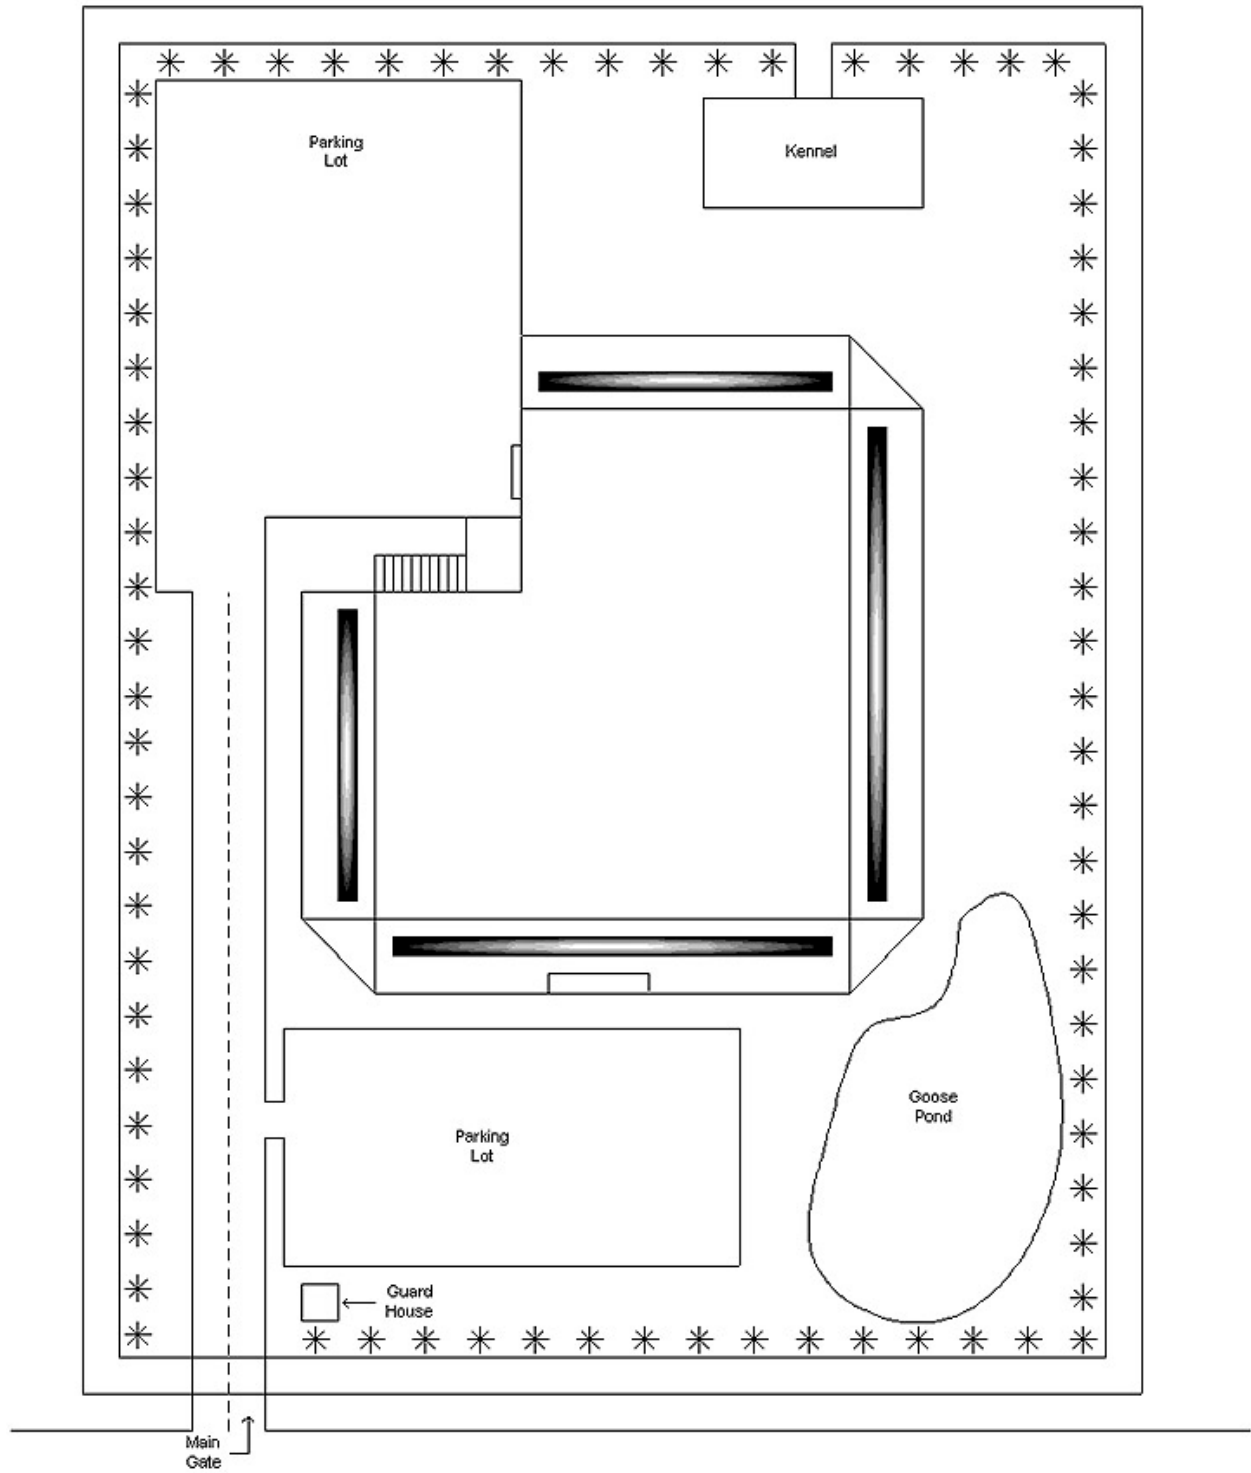 Parking
Lot
Kennel
Goose
Pond
Parking
Lot
Guard
House
Main
Gate